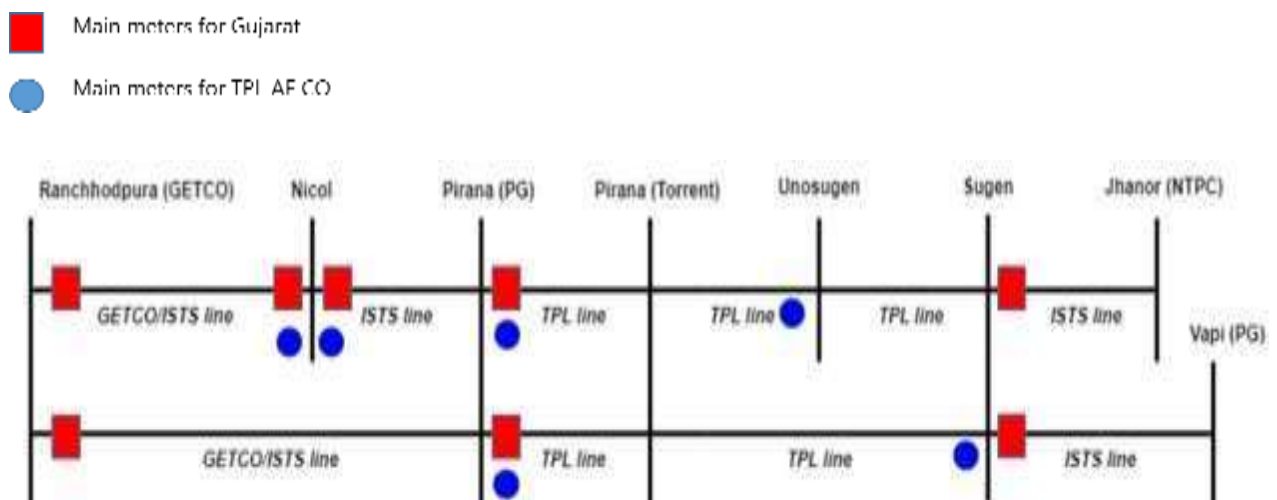 Main meters for Gujarat
Main meters for TPL AE CO
Ranchhodpura (GETCO) Nicol Pirana (PG) Pirana (Torrent) Unosugen Sugen Jhanor (NTPC)
GETCO/ISTS line ISTS line TPL line TPL line TPL line ISTS line
Vapi (PG)
GETCO/ISTS line TPL line TPL line ISTS line